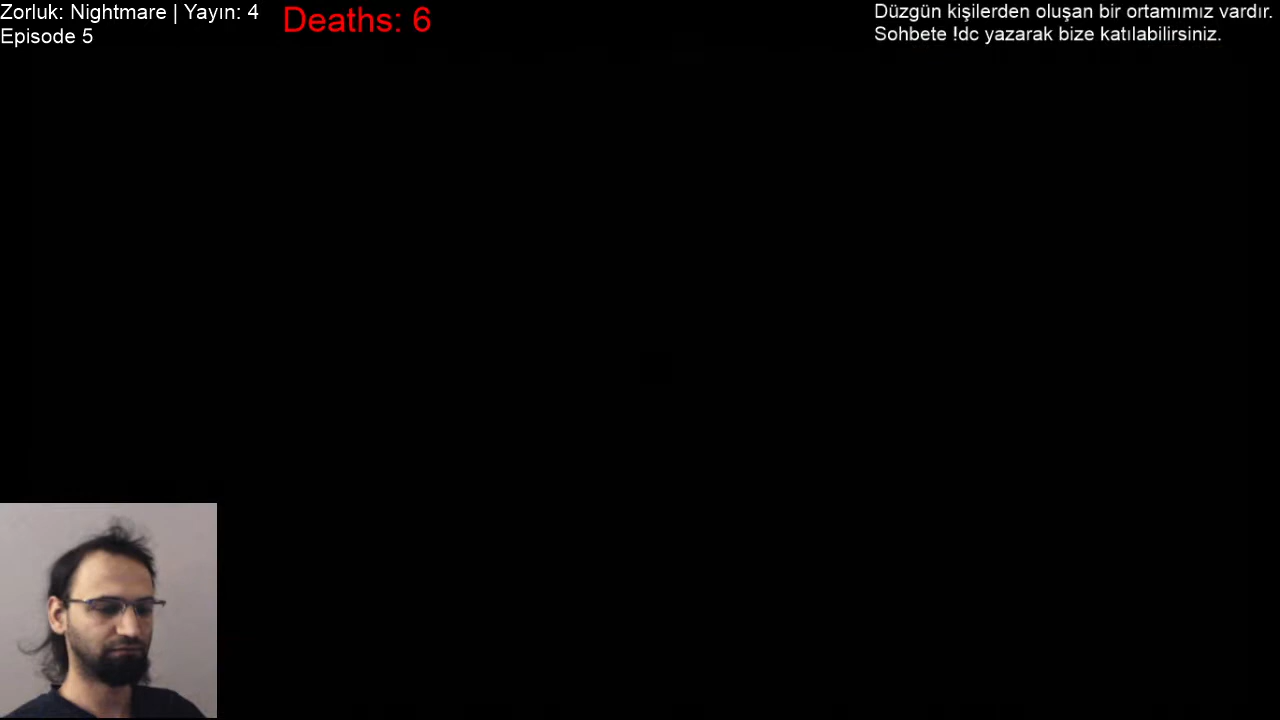 Zorluk: Nightmare | Yayın: 4
Episode 5
Deaths: 6
Düzgün kişilerden oluşan bir ortamımız vardır.
Sohbete !dc yazarak bize katılabilirsiniz.